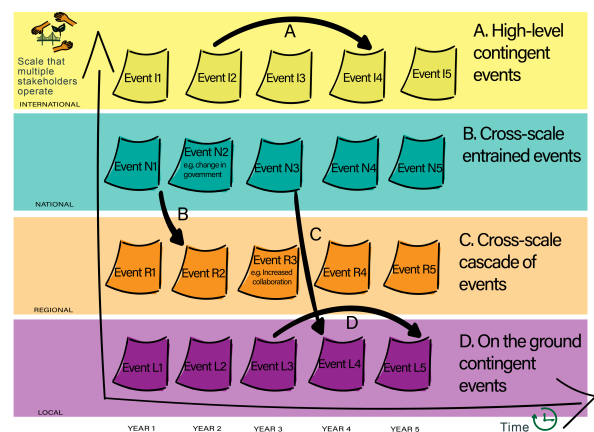 Scale that
multiple
stakeholders
operate
INTERNATIONAL
A
Event I1
Event I2
Event I3
Event I4
Event I5
A. High-level
contingent
events
Event N1
Event N2
e.g. change in
government
Event N3
Event N4
Event N5
B. Cross-scale
entrained events
NATIONAL
B
C
Event R1
Event R2
Event R3
e.g. Increased
collaboration
Event R4
Event R5
C. Cross-scale
cascade of
events
REGIONAL
D
Event L1
Event L2
Event L3
Event L4
Event L5
D. On the ground
contingent
events
LOCAL
YEAR 1
YEAR 2
YEAR 3
YEAR 4
YEAR 5
Time